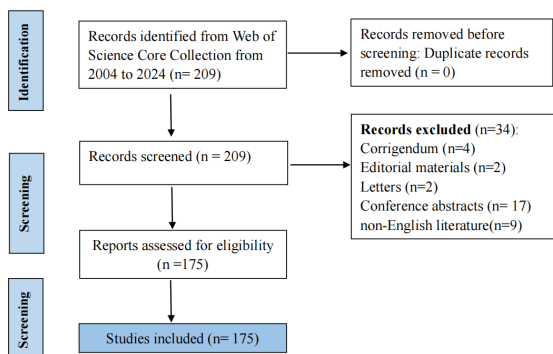 Identification
Records identified from Web of
Science Core Collection from
2004 to 2024 (n= 209)
Records removed before
screening: Duplicate records
removed (n = 0)
Screening
Records screened (n = 209)
Records excluded (n=34):
Corrigendum (n=4)
Editorial materials (n=2)
Letters (n=2)
Conference abstracts (n= 17)
non-English literature(n=9)
Reports assessed for eligibility
(n =175)
Screening
Studies included (n= 175)